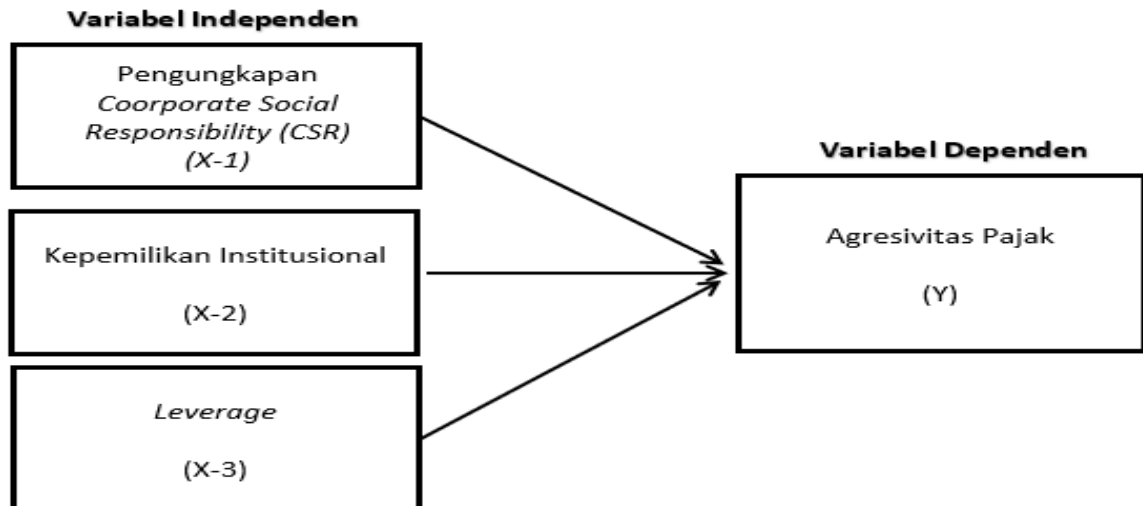 Variabel Independen
Pengungkapan
Coorporate Social
Responsibility (CSR)
(X-1)
Kepemilikan Institusional
(X-2)
Leverage
(X-3)
Variabel Dependen
Agresivitas Pajak
(Y)